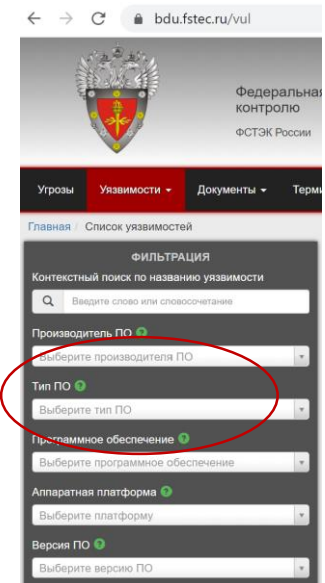 bdu.fstec.ru/vul
Федеральная
контролю
ФСТЭК России
Угрозы Уязвимости Документы
Главная / Список уязвимостей
ФИЛЬТРАЦИЯ
Контекстный поиск по названию уязвимости
Введите слово или словосочетание
Производитель ПО ?
Выберите производителя ПО
Тип ПО ?
Выберите тип ПО
Программное обеспечение ?
Выберите программное обеспечение
Аппаратная платформа ?
Выберите платформу
Версия ПО ?
Выберите версию ПО